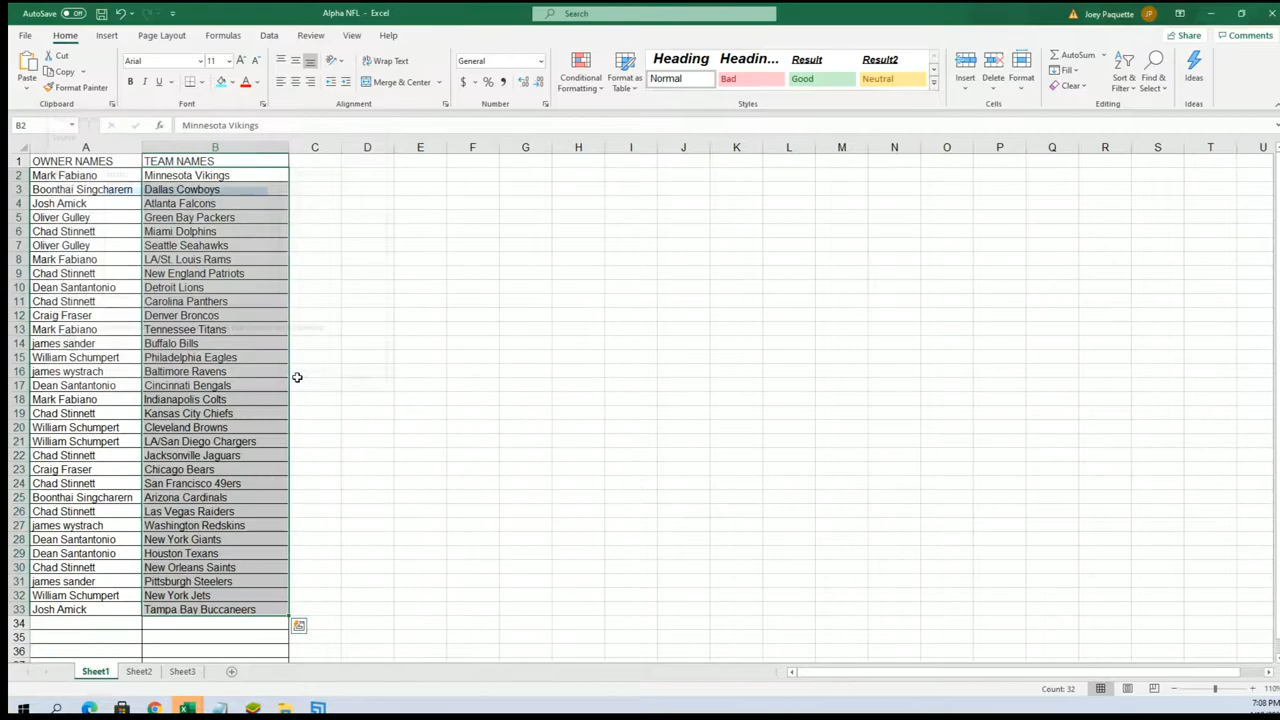 AutoSave Off Alpha NFL - Excel Search Joey Paquette JP
File Home Insert Page Layout Formulas Data Review View Help Share Comments
Paste Cut Copy Format Painter Clipboard
Arial 11 A A B I U A Font
Wrap Text Merge & Center Alignment
General $ % Number
Conditional Formatting Format as Table
Heading Headin... Result Result2
Normal Bad Good Neutral Styles
Insert Delete Format Cells
AutoSum Fill Clear Sort & Filter Find & Select Editing
Ideas Ideas
B2 fx Minnesota Vikings
A B C D E F G H I J K L M N O P Q R S T U
1 OWNER NAMES TEAM NAMES
2 Mark Fabiano Minnesota Vikings
3 Boonthai Singcharern Dallas Cowboys
4 Josh Amick Atlanta Falcons
5 Oliver Gulley Green Bay Packers
6 Chad Stinnett Miami Dolphins
7 Oliver Gulley Seattle Seahawks
8 Mark Fabiano LA/St. Louis Rams
9 Chad Stinnett New England Patriots
10 Dean Santantonio Detroit Lions
11 Chad Stinnett Carolina Panthers
12 Craig Fraser Denver Broncos
13 Mark Fabiano Tennessee Titans
14 james sander Buffalo Bills
15 William Schumpert Philadelphia Eagles
16 james wystrach Baltimore Ravens
17 Dean Santantonio Cincinnati Bengals
18 Mark Fabiano Indianapolis Colts
19 Chad Stinnett Kansas City Chiefs
20 William Schumpert Cleveland Browns
21 William Schumpert LA/San Diego Chargers
22 Chad Stinnett Jacksonville Jaguars
23 Craig Fraser Chicago Bears
24 Chad Stinnett San Francisco 49ers
25 Boonthai Singcharern Arizona Cardinals
26 Chad Stinnett Las Vegas Raiders
27 james wystrach Washington Redskins
28 Dean Santantonio New York Giants
29 Dean Santantonio Houston Texans
30 Chad Stinnett New Orleans Saints
31 james sander Pittsburgh Steelers
32 William Schumpert New York Jets
33 Josh Amick Tampa Bay Buccaneers
34
35
36
Sheet1 Sheet2 Sheet3
Count: 32 110%
7:08 PM